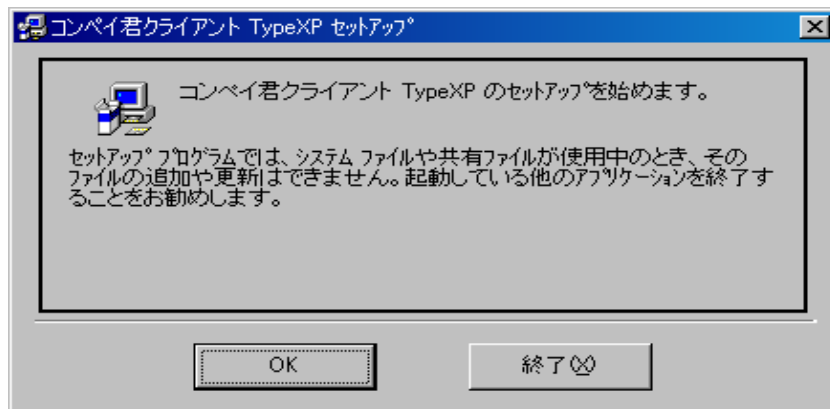 コンペイ君クライアント TypeXP ｾｯﾄｱｯﾌﾟ
コンペイ君クライアント TypeXP のｾｯﾄｱｯﾌﾟを始めます。
ｾｯﾄｱｯﾌﾟ ﾌﾟﾛｸﾞﾗﾑでは、ｼｽﾃﾑ ﾌｧｲﾙや共有ﾌｧｲﾙが使用中のとき、その
ﾌｧｲﾙの追加や更新はできません。起動している他のｱﾌﾟﾘｹｰｼｮﾝを終了す
ることをお勧めします。
OK
終了(X)